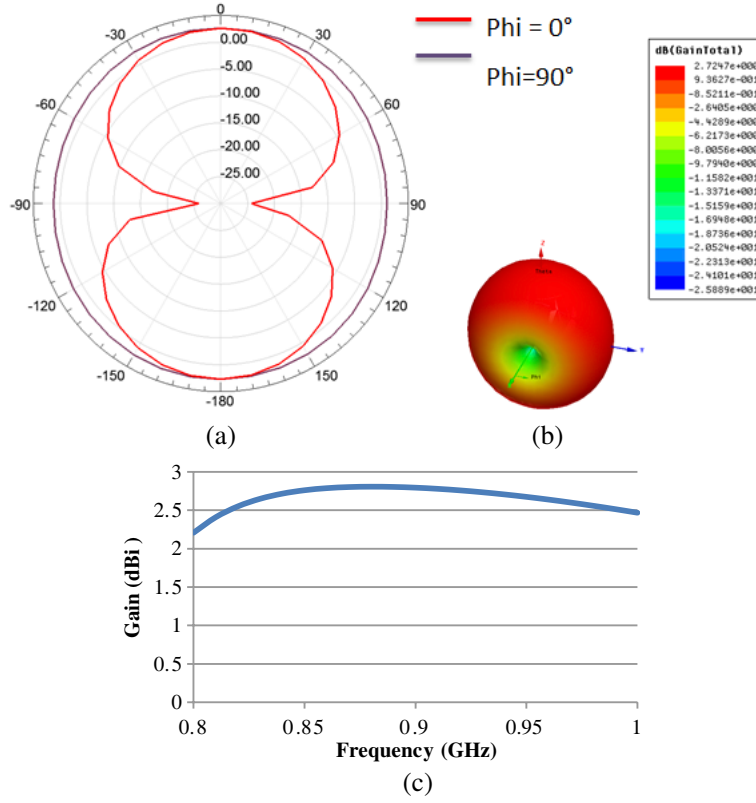 0
-30
30
-60
60
-90
90
-120
120
-150
150
-180
0.00
-5.00
-10.00
-15.00
-20.00
-25.00
Phi = 0°
Phi=90°
dB(GainTotal)
2.7247e+000
9.3627e-001
-8.5211e-001
-2.6405e+000
-4.4289e+000
-6.2173e+000
-8.0056e+000
-9.7940e+000
-1.1582e+001
-1.3371e+001
-1.5159e+001
-1.6948e+001
-1.8736e+001
-2.0524e+001
-2.2313e+001
-2.4101e+001
-2.5889e+001
Z
Theta
Y
Phi
(a)
(b)
3
2.5
2
1.5
1
0.5
0
Gain (dBi)
0.8
0.85
0.9
0.95
1
Frequency (GHz)
(c)